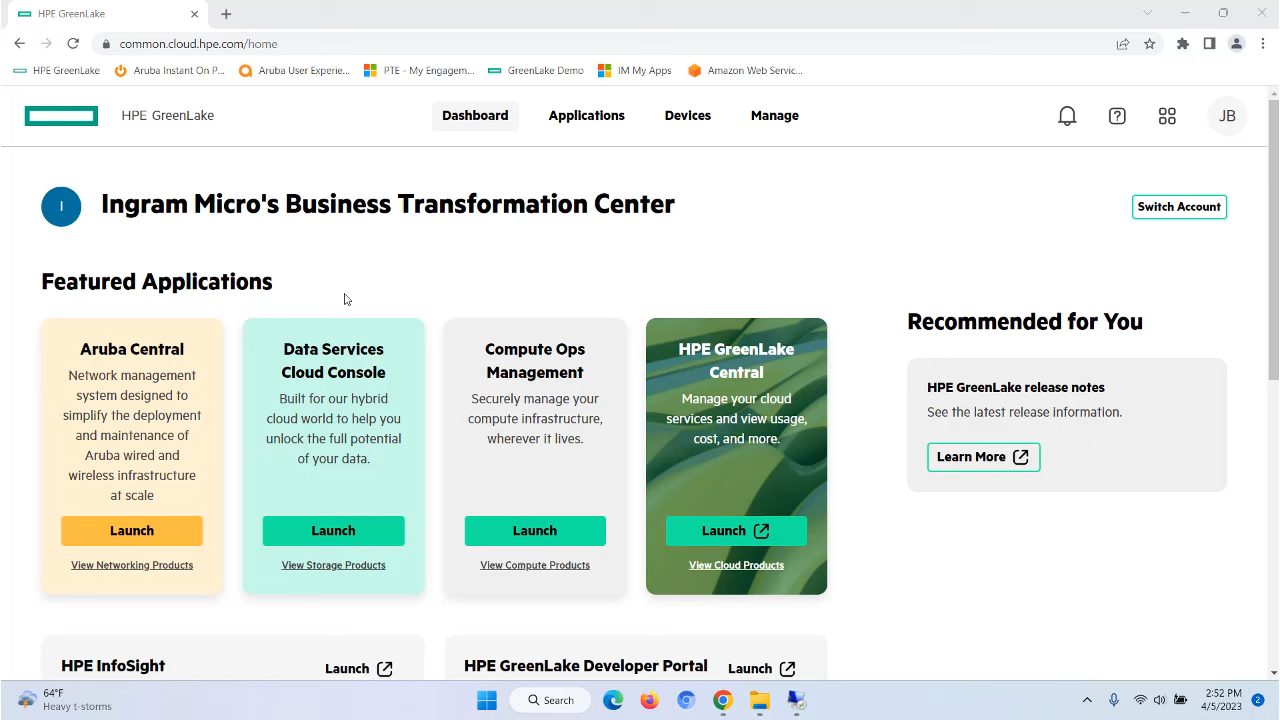 HPE GreenLake
common.cloud.hpe.com/home
HPE GreenLake
Aruba Instant On P...
Aruba User Experie...
PTE - My Engagem...
GreenLake Demo
IM My Apps
Amazon Web Servic...
HPE GreenLake
Dashboard
Applications
Devices
Manage
JB
I
Ingram Micro's Business Transformation Center
Switch Account
Featured Applications
Aruba Central
Network management
system designed to
simplify the deployment
and maintenance of
Aruba wired and
wireless infrastructure
at scale
Launch
View Networking Products
Data Services
Cloud Console
Built for our hybrid
cloud world to help you
unlock the full potential
of your data.
Launch
View Storage Products
Compute Ops
Management
Securely manage your
compute infrastructure,
wherever it lives.
Launch
View Compute Products
HPE GreenLake
Central
Manage your cloud
services and view usage,
cost, and more.
Launch
View Cloud Products
Recommended for You
HPE GreenLake release notes
See the latest release information.
Learn More
HPE InfoSight
Launch
HPE GreenLake Developer Portal
Launch
64°F
Heavy t-storms
Search
2:52 PM
4/5/2023
2